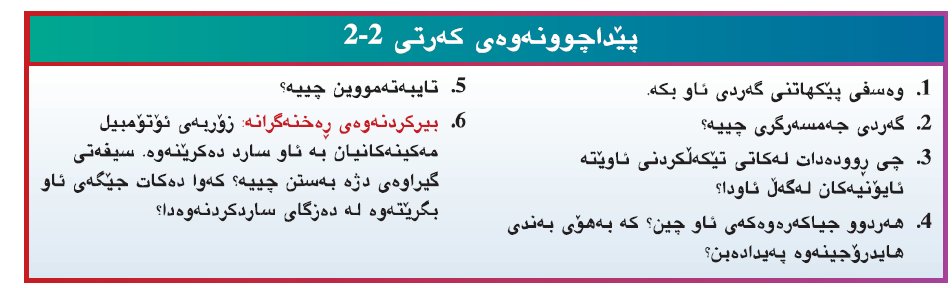 پێداچوونەوەی کەرتی 2-2
1. وەسفی پێکهاتنی گەردی ئاو بکە.
2. گەردی جەمسەرگری چییە؟
3. چی ڕوودەدات لەکاتی تێکەڵکردنی ئاوێتە
ئایۆنیەکان لەگەڵ ئاودا؟
4. هەردوو جیاکەرەوەکەی ئاو چین؟ کە بەهۆی بەندی
هایدرۆجینەوە پەیدادەبن؟
5. تایبەتەمووین چییە؟
6. بیرکردنەوەی ڕەخنەگرانە: زۆربەی ئۆتۆمبیل
مەکینەکانیان بە ئاو سارد دەکرێنەوە. سیفەتی
گیراوەی دژە بەستن چییە؟ کەوا دەکات جێگەی ئاو
بگرێتەوە لە دەزگای ساردکردنەوەدا؟